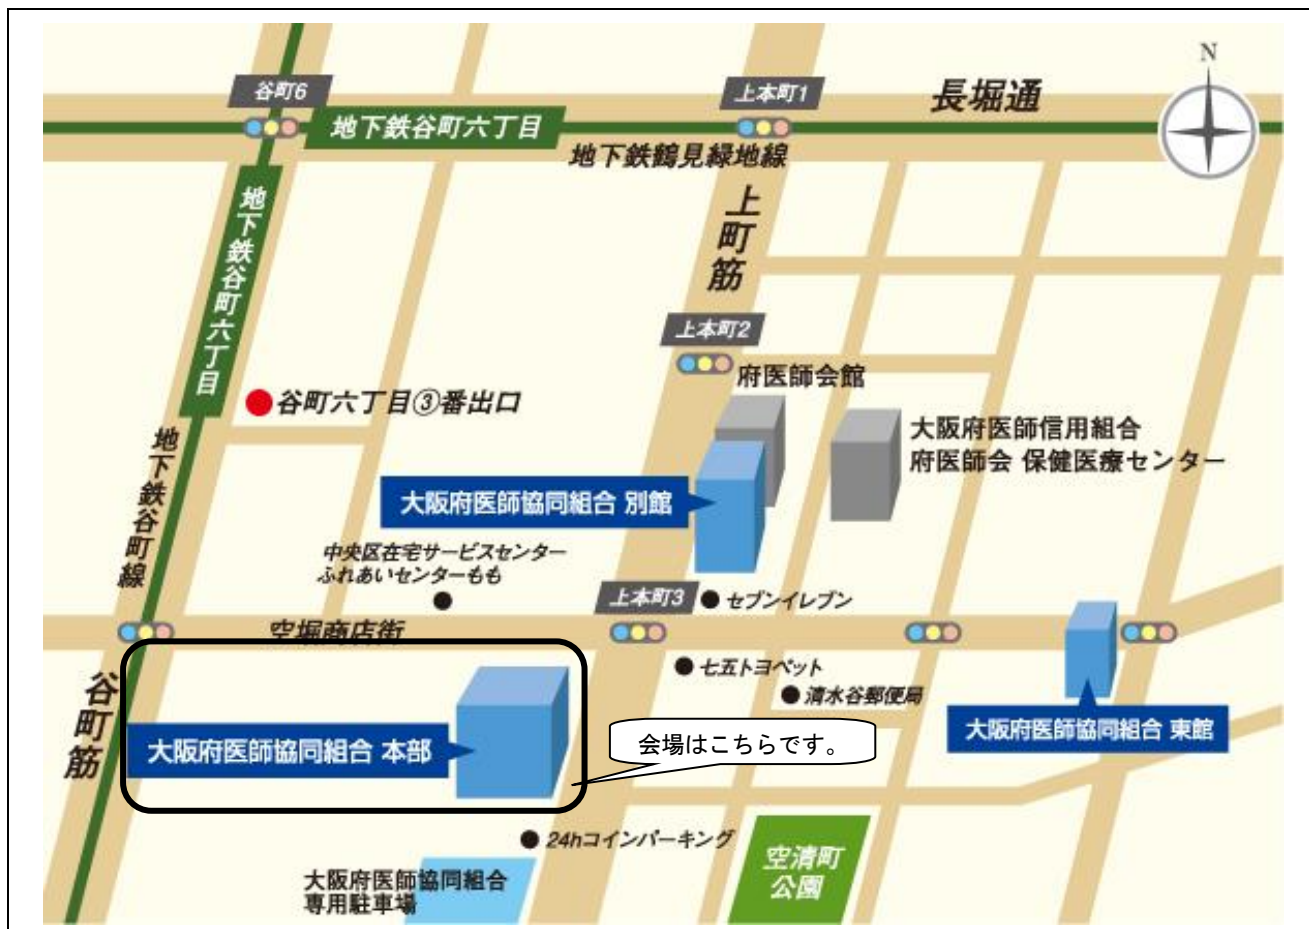 N
谷町6
上本町1
長堀通
地下鉄谷町六丁目
地下鉄鶴見緑地線
地下鉄谷町六丁目
上町筋
上本町2
府医師会館
谷町六丁目③番出口
大阪府医師信用組合
府医師会 保健医療センター
地下鉄谷町線
大阪府医師協同組合 別館
中央区在宅サービスセンター
ふれあいセンターもも
上本町3
セブンイレブン
空堀商店街
七五トヨペット
清水谷郵便局
谷町筋
大阪府医師協同組合 本部
会場はこちらです。
大阪府医師協同組合 東館
24hコインパーキング
空清町
公園
大阪府医師協同組合
専用駐車場